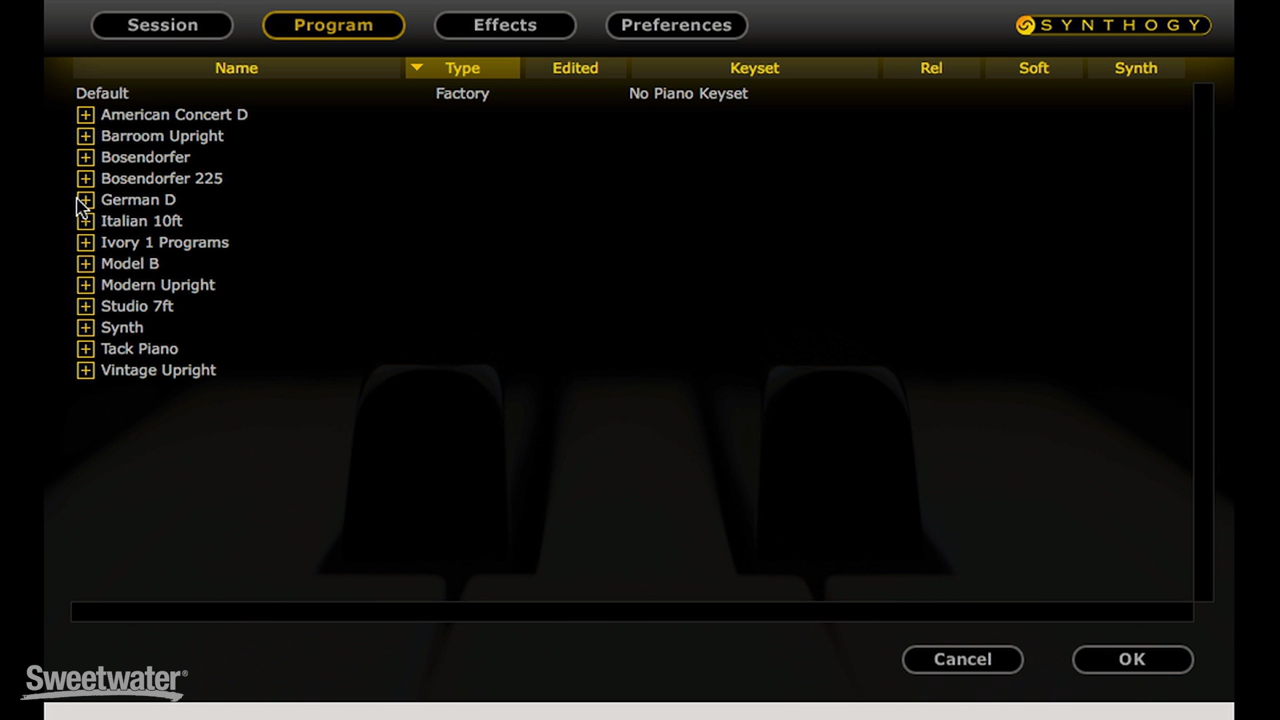 Session Program Effects Preferences SYNTHOGY
Name Type Edited Keyset Rel Soft Synth
Default Factory No Piano Keyset
American Concert D
Barroom Upright
Bosendorfer
Bosendorfer 225
German D
Italian 10ft
Ivory 1 Programs
Model B
Modern Upright
Studio 7ft
Synth
Tack Piano
Vintage Upright
Cancel OK
Sweetwater®